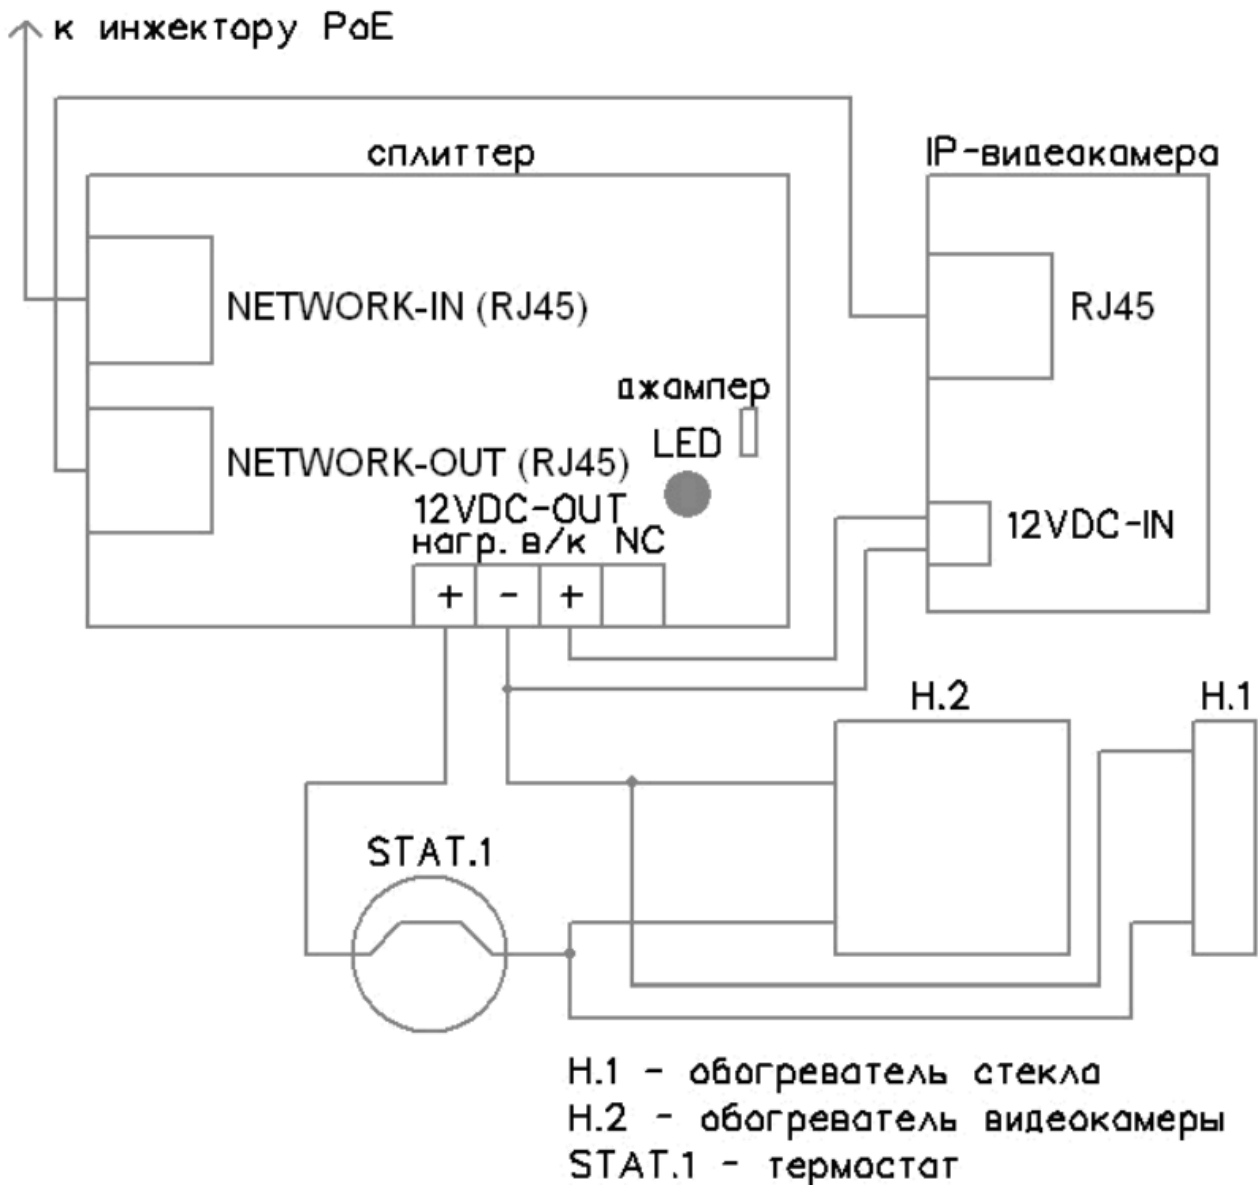 к инжектору PoE
сплиттер
IP-видеокамера
NETWORK-IN (RJ45)
RJ45
джампер
LED
NETWORK-OUT (RJ45)
12VDC-OUT
нагр. в/к NC
12VDC-IN
+ - +
H.2
H.1
STAT.1
H.1 - обогреватель стекла
H.2 - обогреватель видеокамеры
STAT.1 - термостат